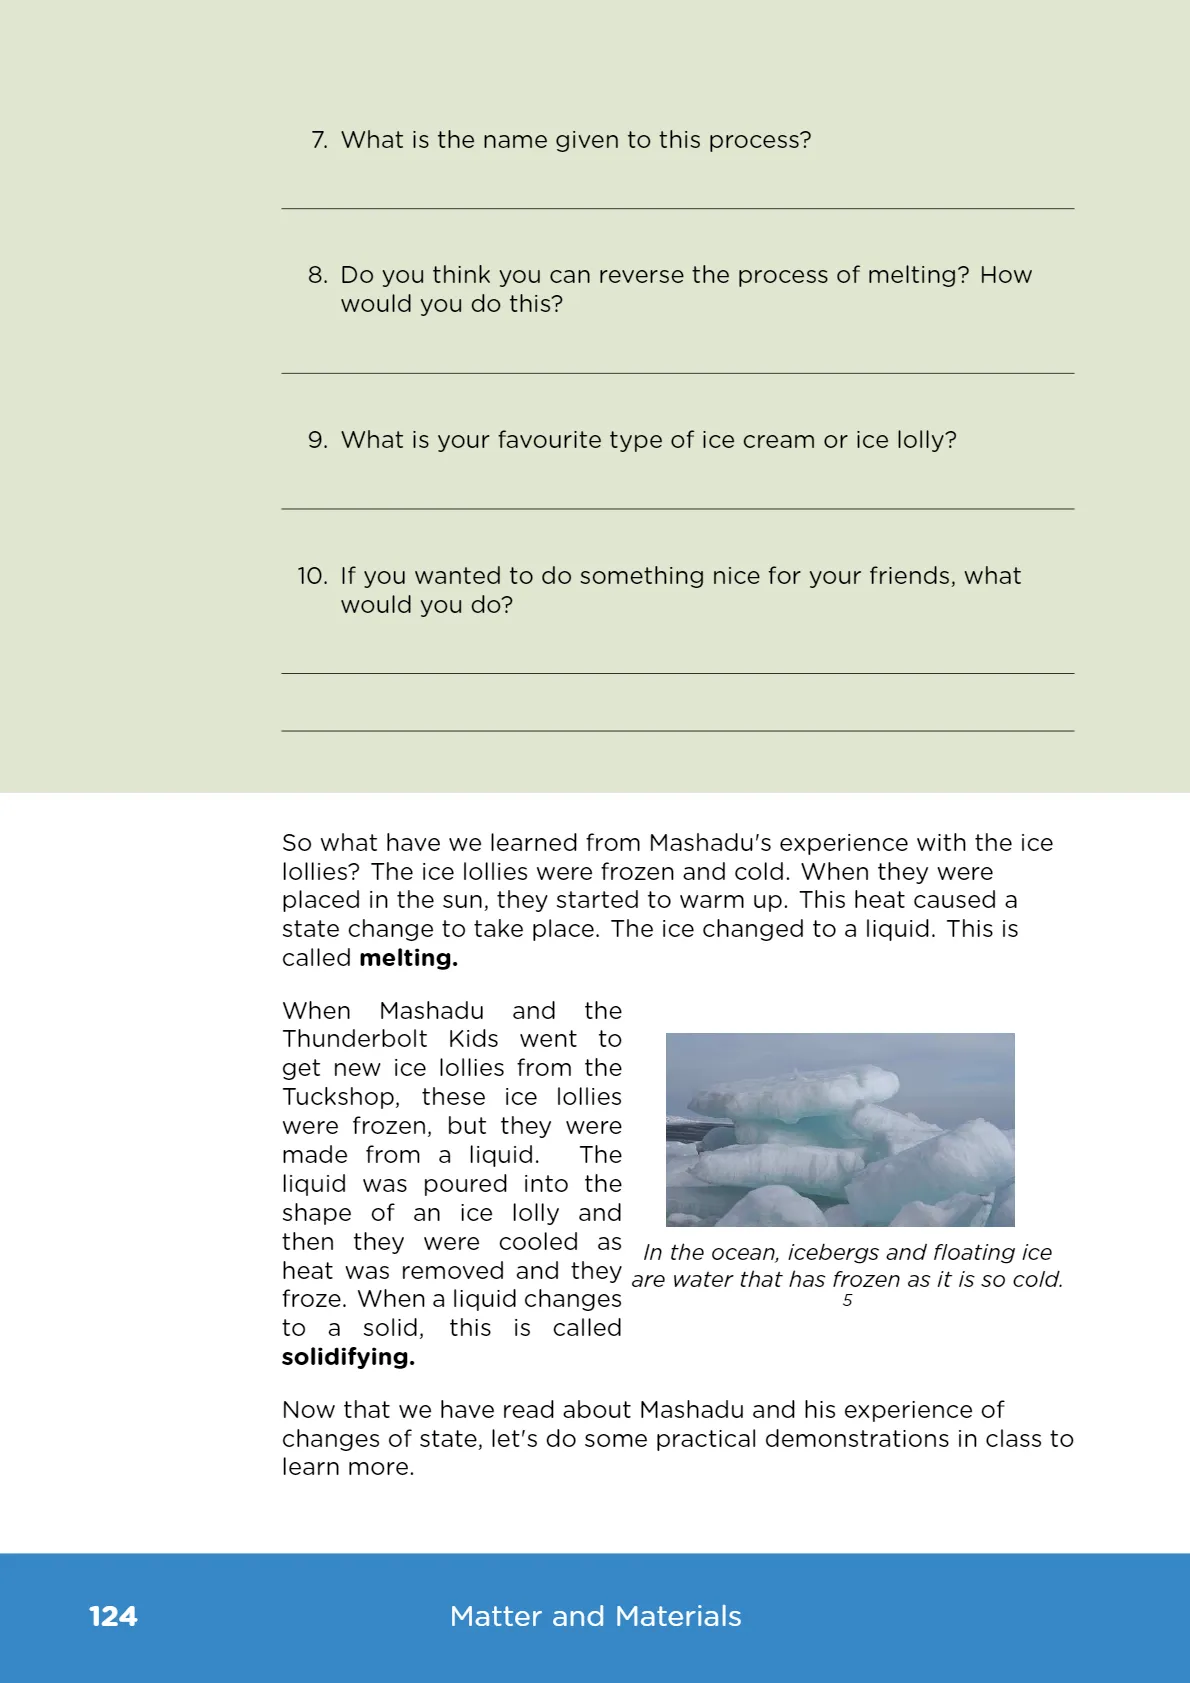 7. What is the name given to this process?
8. Do you think you can reverse the process of melting? How
would you do this?
9. What is your favourite type of ice cream or ice lolly?
10. If you wanted to do something nice for your friends, what
would you do?
So what have we learned from Mashadu's experience with the ice
lollies? The ice lollies were frozen and cold. When they were
placed in the sun, they started to warm up. This heat caused a
state change to take place. The ice changed to a liquid. This is
called melting.
When Mashadu and the
Thunderbolt Kids went to
get new ice lollies from the
Tuckshop, these ice lollies
were frozen, but they were
made from a liquid. The
liquid was poured into the
shape of an ice lolly and
then they were cooled as
heat was removed and they
froze. When a liquid changes
to a solid, this is called
solidifying.
In the ocean, icebergs and floating ice
are water that has frozen as it is so cold.
5
Now that we have read about Mashadu and his experience of
changes of state, let's do some practical demonstrations in class to
learn more.
124 Matter and Materials